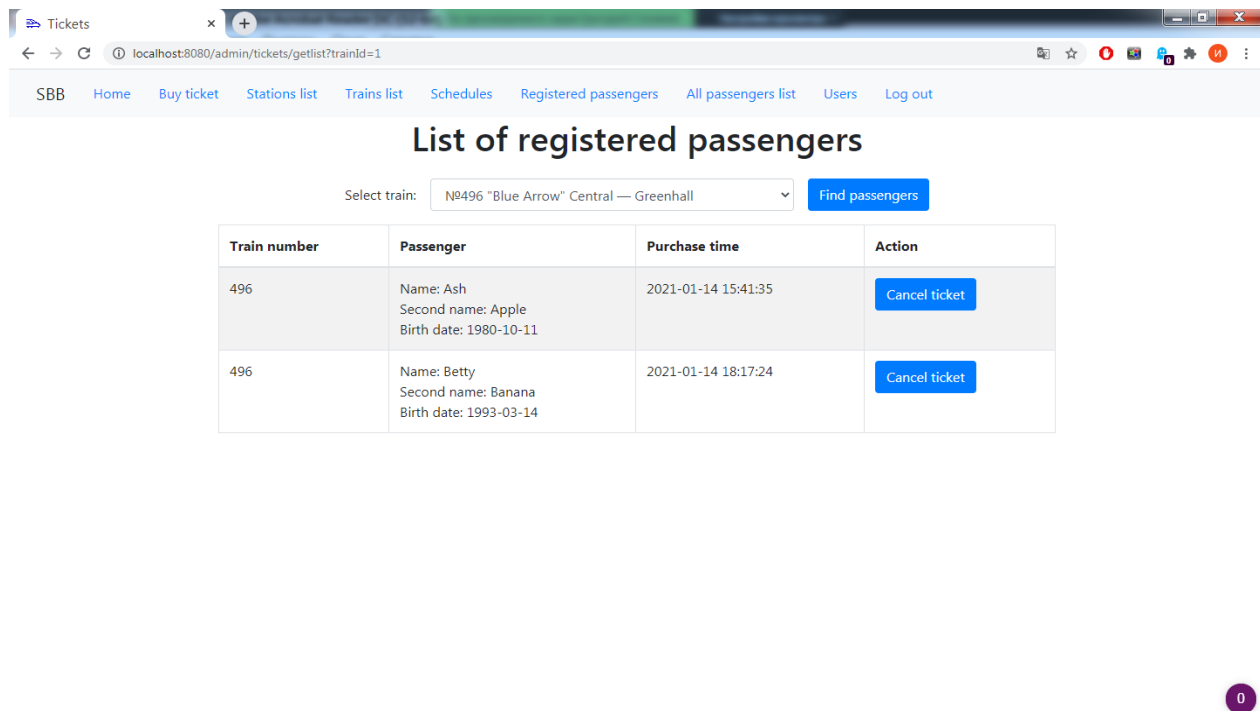 Tickets
localhost:8080/admin/tickets/getlist?trainId=1
0
И
SBB Home Buy ticket Stations list Trains list Schedules Registered passengers All passengers list Users Log out
List of registered passengers
Select train: №496 "Blue Arrow" Central — Greenhall Find passengers
Train number Passenger Purchase time Action
496 Name: Ash 2021-01-14 15:41:35 Cancel ticket
Second name: Apple
Birth date: 1980-10-11
496 Name: Betty 2021-01-14 18:17:24 Cancel ticket
Second name: Banana
Birth date: 1993-03-14
0